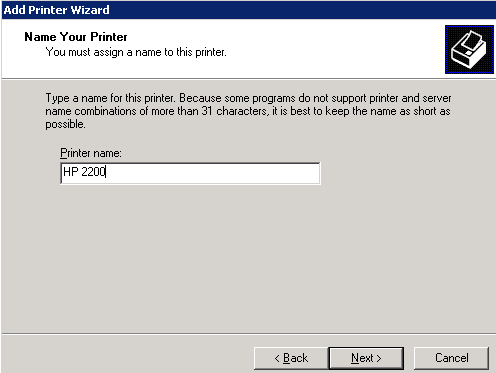 Add Printer Wizard
Name Your Printer
You must assign a name to this printer.
Type a name for this printer. Because some programs do not support printer and server
name combinations of more than 31 characters, it is best to keep the name as short as
possible.
Printer name:
HP 2200
< Back
Next >
Cancel